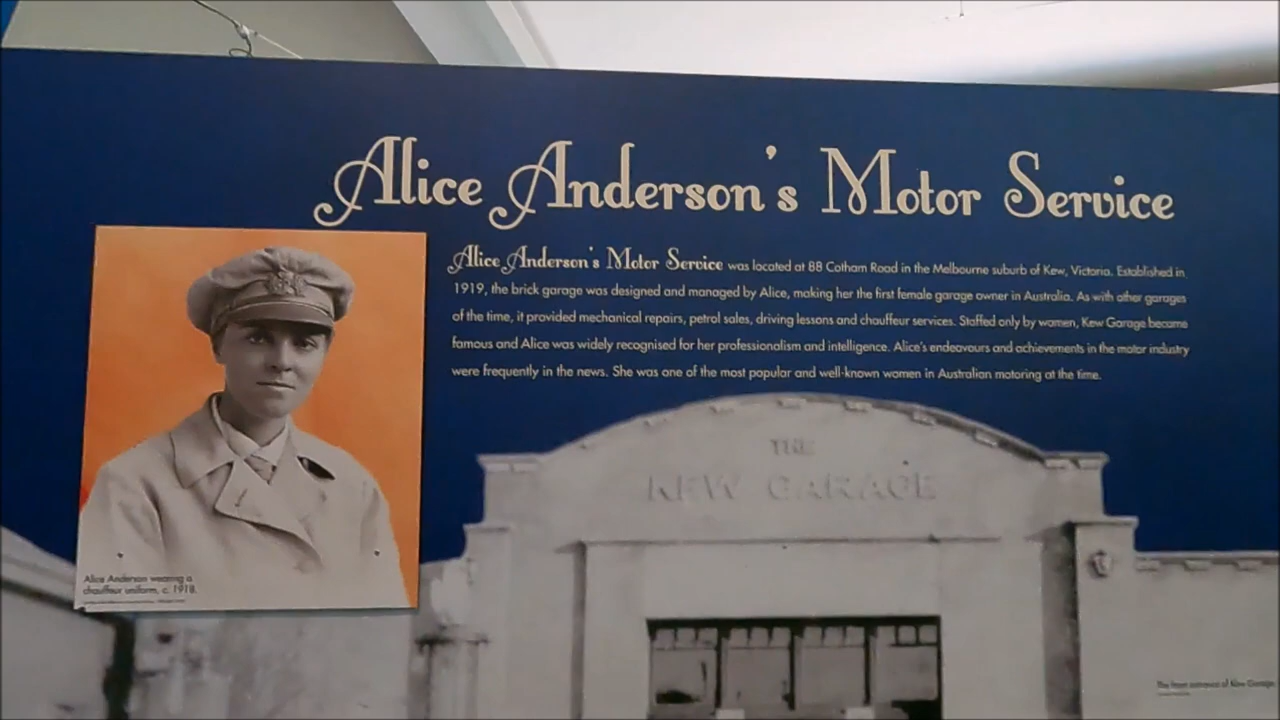 Alice Anderson's Motor Service
Alice Anderson's Motor Service was located at 88 Cotham Road in the Melbourne suburb of Kew, Victoria. Established in
1919, the brick garage was designed and managed by Alice, making her the first female garage owner in Australia. As with other garages
of the time, it provided mechanical repairs, petrol sales, driving lessons and chauffeur services. Staffed only by women, Kew Garage became
famous and Alice was widely recognised for her professionalism and intelligence. Alice's endeavours and achievements in the motor industry
were frequently in the news. She was one of the most popular and well-known women in Australian motoring at the time.
THE
KEW GARAGE
Alice Anderson wearing a
chauffeur uniform, c. 1918.
The front entrance of Kew Garage,